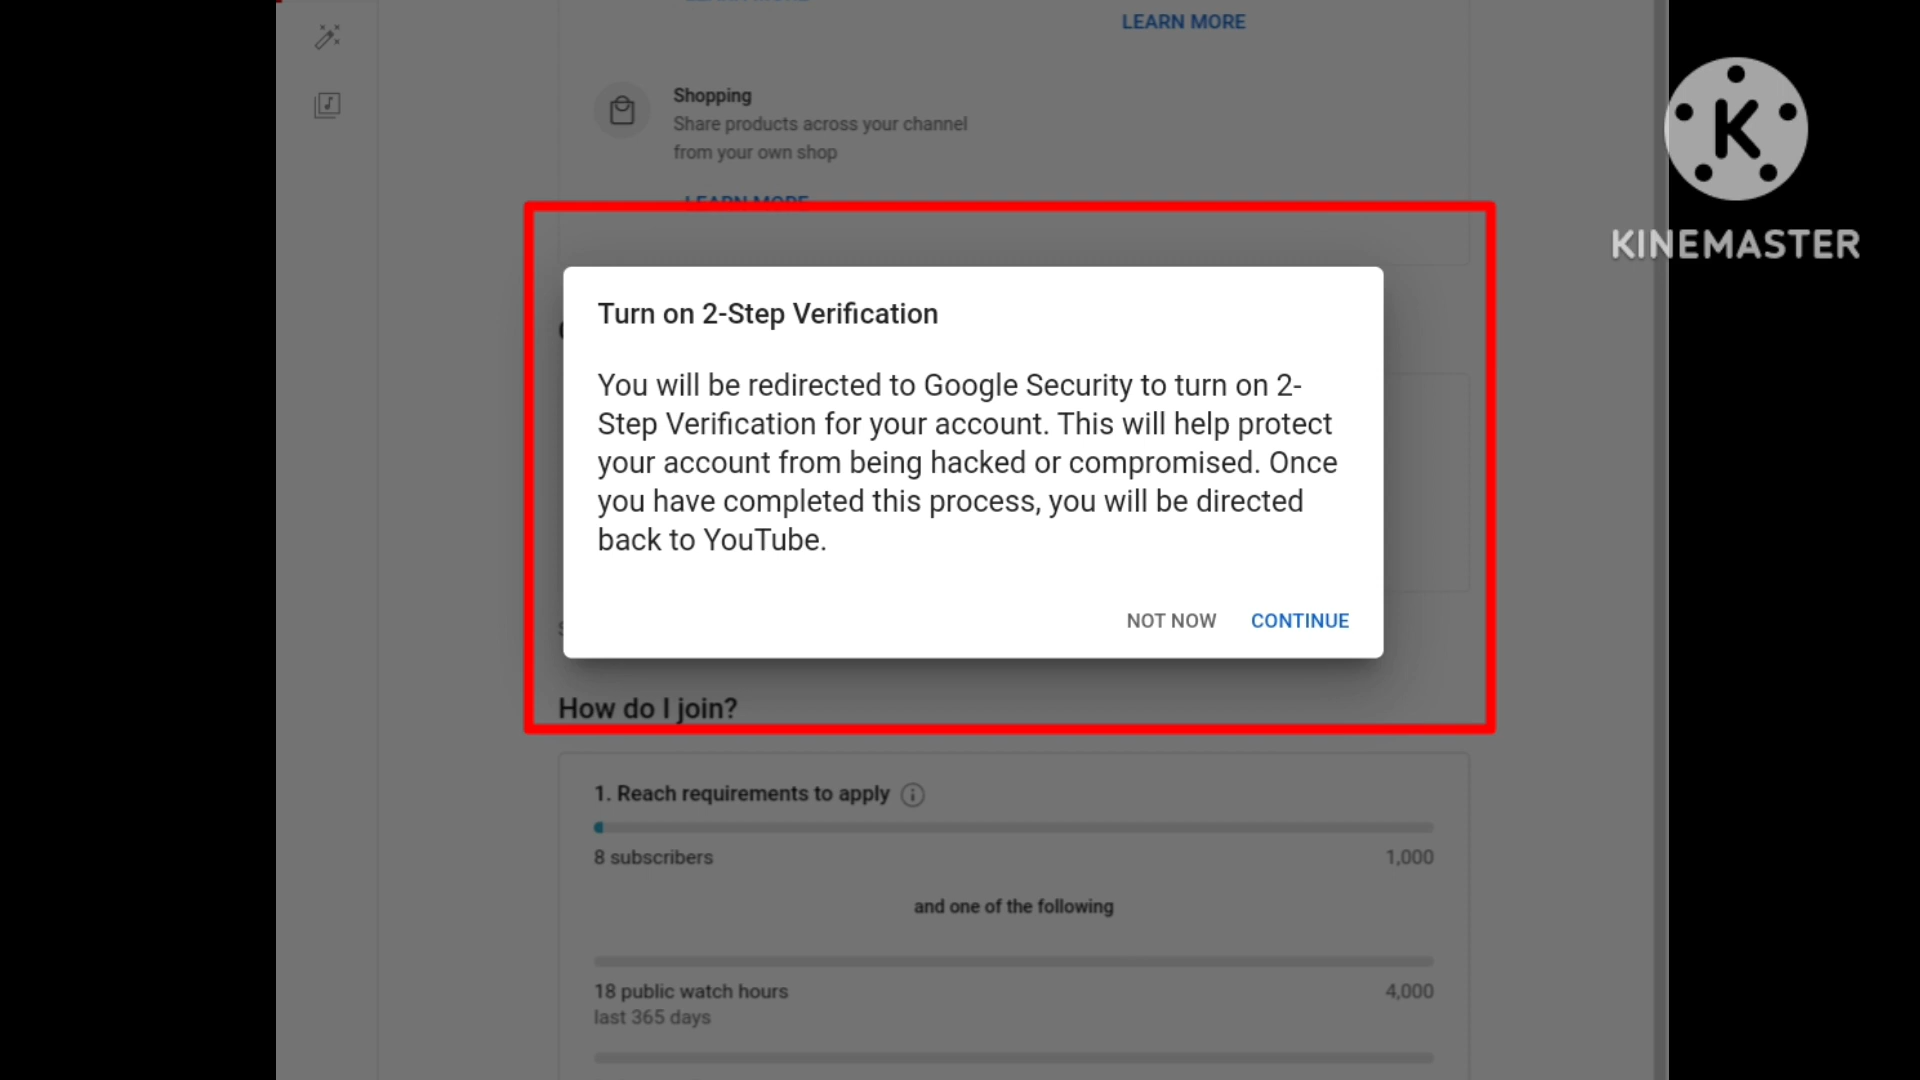 LEARN MORE
LEARN MORE
Shopping
Share products across your channel
from your own shop
LEARN MORE
KINEMASTER
Turn on 2-Step Verification
You will be redirected to Google Security to turn on 2-
Step Verification for your account. This will help protect
your account from being hacked or compromised. Once
you have completed this process, you will be directed
back to YouTube.
NOT NOW CONTINUE
How do I join?
1. Reach requirements to apply
8 subscribers 1,000
and one of the following
18 public watch hours 4,000
last 365 days